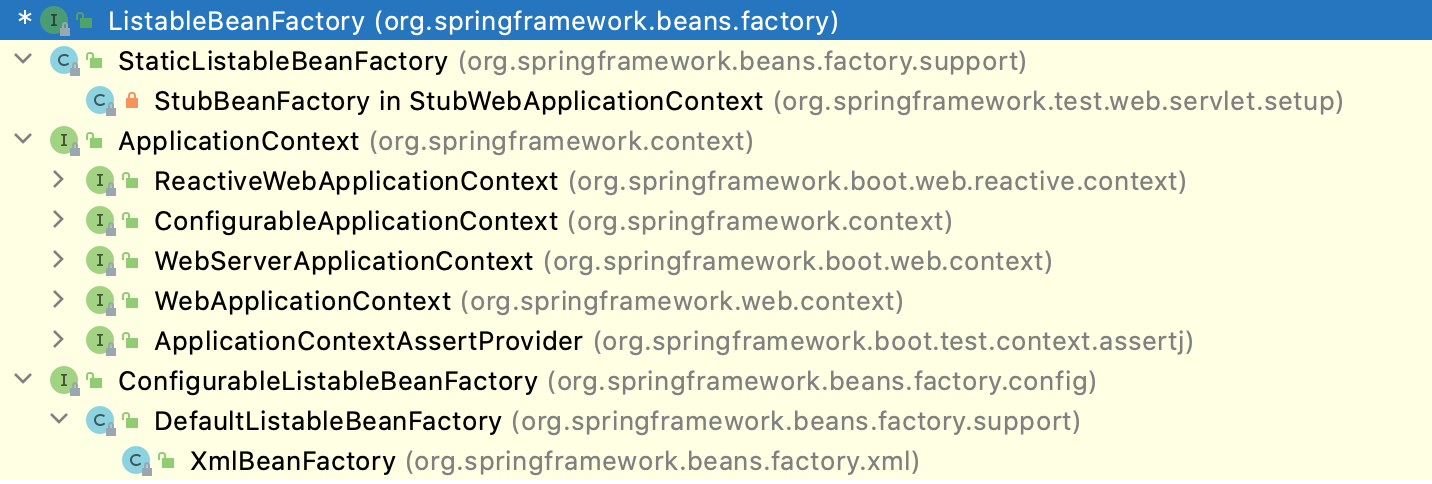 * I ListableBeanFactory (org.springframework.beans.factory)
C StaticListableBeanFactory (org.springframework.beans.factory.support)
C StubBeanFactory in StubWebApplicationContext (org.springframework.test.web.servlet.setup)
I ApplicationContext (org.springframework.context)
I ReactiveWebApplicationContext (org.springframework.boot.web.reactive.context)
I ConfigurableApplicationContext (org.springframework.context)
I WebServerApplicationContext (org.springframework.boot.web.context)
I WebApplicationContext (org.springframework.web.context)
I ApplicationContextAssertProvider (org.springframework.boot.test.context.assertj)
I ConfigurableListableBeanFactory (org.springframework.beans.factory.config)
C DefaultListableBeanFactory (org.springframework.beans.factory.support)
C XmlBeanFactory (org.springframework.beans.factory.xml)